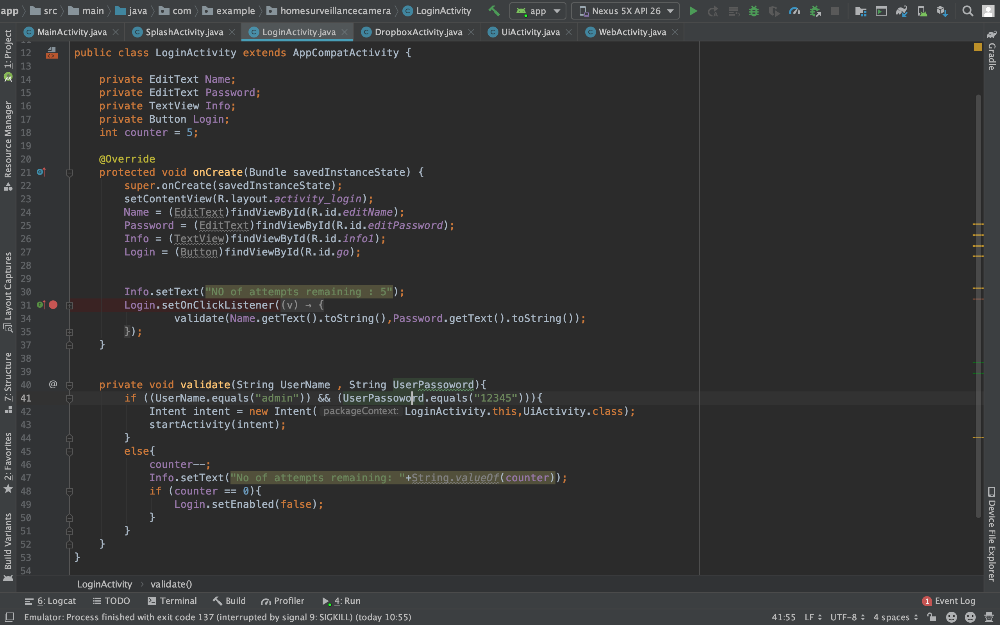 app src main java com example homesurveillancecamera LoginActivity app Nexus 5X API 26
MainActivity.java SplashActivity.java LoginActivity.java DropboxActivity.java UiActivity.java WebActivity.java
1: Project
Resource Manager
Layout Captures
7: Structure
2: Favorites
Build Variants
12 public class LoginActivity extends AppCompatActivity {
13
14 private EditText Name;
15 private EditText Password;
16 private TextView Info;
17 private Button Login;
18 int counter = 5;
19
20 @Override
21 protected void onCreate(Bundle savedInstanceState) {
22 super.onCreate(savedInstanceState);
23 setContentView(R.layout.activity_login);
24 Name = (EditText)findViewById(R.id.editName);
25 Password = (EditText)findViewById(R.id.editPassword);
26 Info = (TextView)findViewById(R.id.info1);
27 Login = (Button)findViewById(R.id.go);
28
29
30 Info.setText("NO of attempts remaining : 5");
31 Login.setOnClickListener((v) → {
34 validate(Name.getText().toString(),Password.getText().toString());
35 });
37 }
38
39
40 @ private void validate(String UserName , String UserPassoword){
41 if ((UserName.equals("admin")) && (UserPassoword.equals("12345"))){
42 Intent intent = new Intent( packageContext: LoginActivity.this,UiActivity.class);
43 startActivity(intent);
44 }
45 else{
46 counter--;
47 Info.setText("No of attempts remaining: "+String.valueOf(counter));
48 if (counter == 0){
49 Login.setEnabled(false);
50 }
51 }
52 }
53 }
54
Gradle
Device File Explorer
LoginActivity › validate()
6: Logcat TODO Terminal Build Profiler 4: Run 1 Event Log
Emulator: Process finished with exit code 137 (interrupted by signal 9: SIGKILL) (today 10:55) 41:55 LF UTF-8 4 spaces